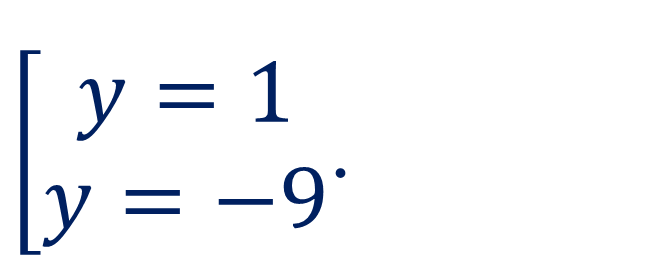 [ y = 1
y = −9.